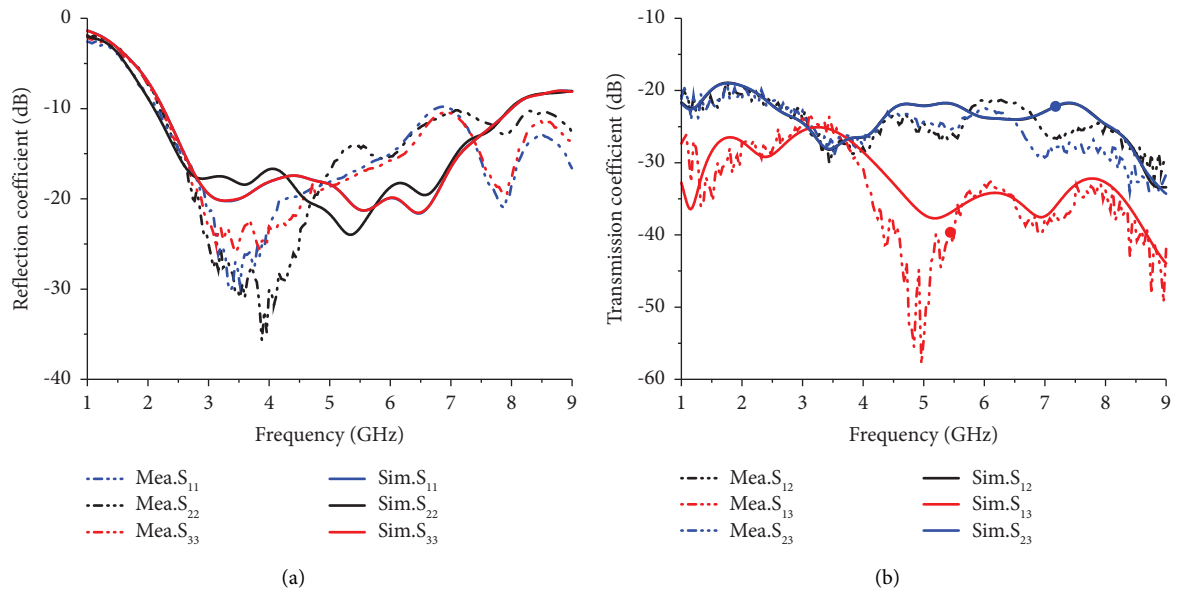 0
-10
-20
-30
-40
Reflection coefficient (dB)
1 2 3 4 5 6 7 8 9
Frequency (GHz)
Mea.S₁₁ Sim.S₁₁
Mea.S₂₂ Sim.S₂₂
Mea.S₃₃ Sim.S₃₃
(a)
-10
-20
-30
-40
-50
-60
Transmission coefficient (dB)
1 2 3 4 5 6 7 8 9
Frequency (GHz)
Mea.S₁₂ Sim.S₁₂
Mea.S₁₃ Sim.S₁₃
Mea.S₂₃ Sim.S₂₃
(b)